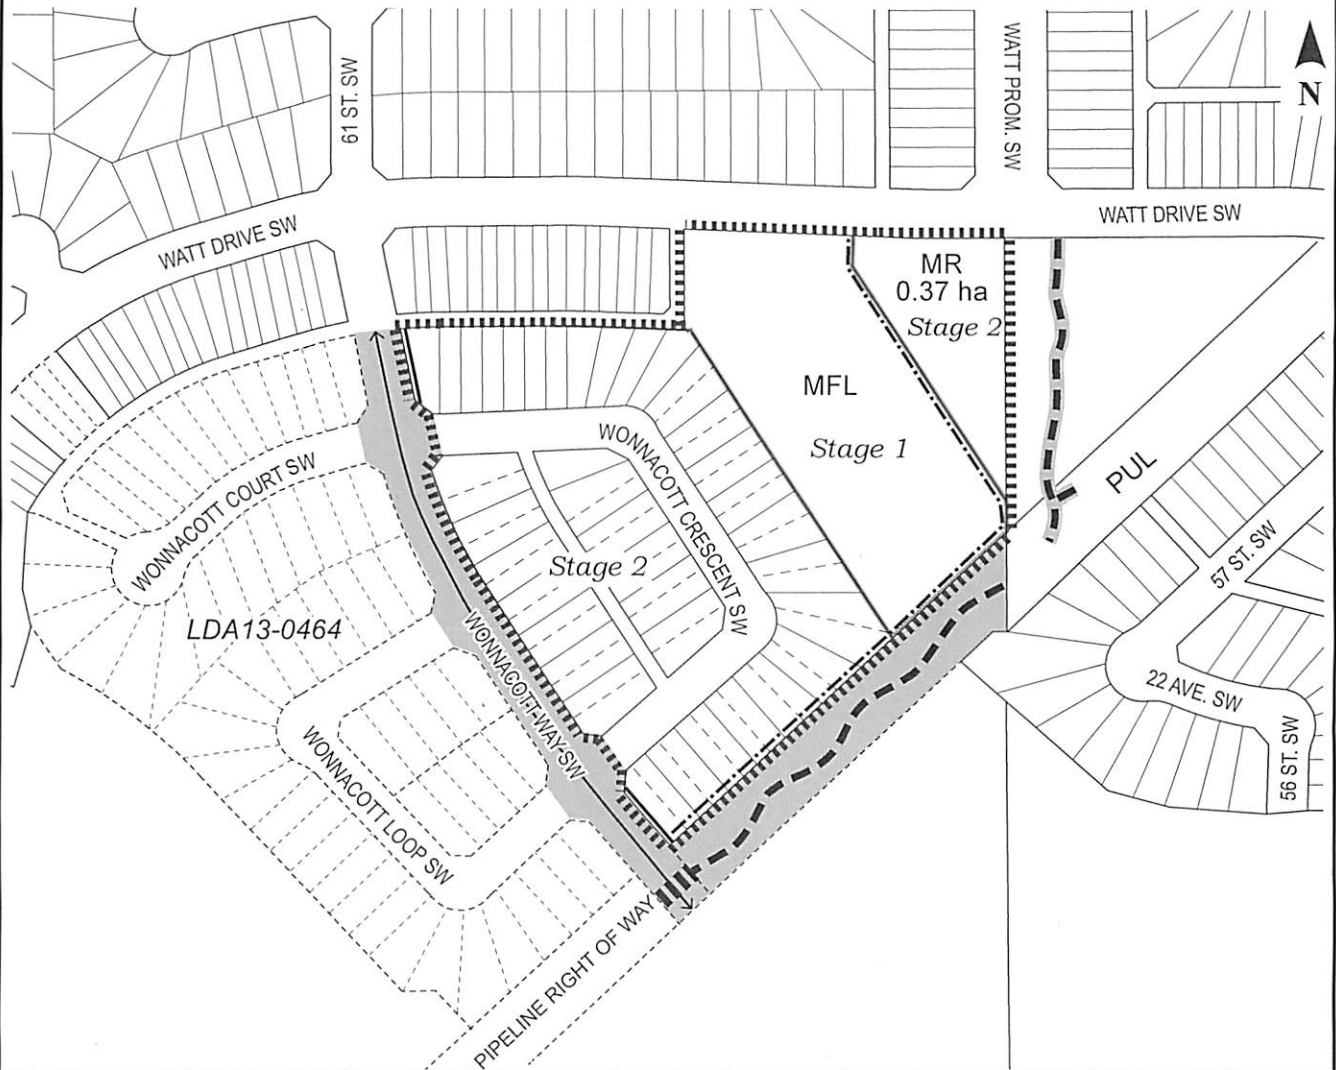 61 ST. SW
WATT PROM. SW
N
WATT DRIVE SW
WATT DRIVE SW
MR
0.37 ha
Stage 2
MFL
Stage 1
PUL
WONNACOTT CRESCENT SW
WONNACOTT COURT SW
57 ST. SW
Stage 2
LDA13-0464
WONNACOTT WAY SW
22 AVE. SW
56 ST. SW
WONNACOTT LOOP SW
PIPELINE RIGHT OF WAY